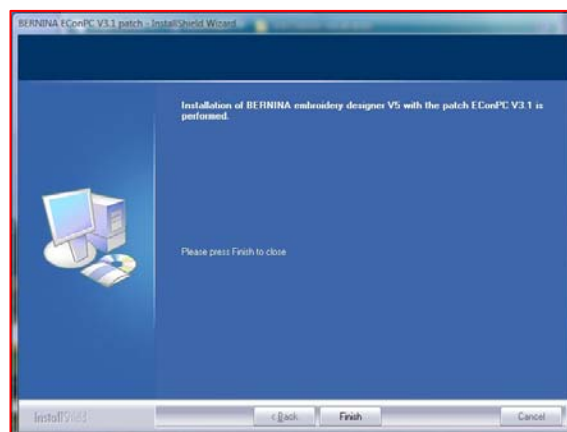 BERNINA EConPC V3.1 patch - InstallShield Wizard
Installation of BERNINA embroidery designer V5 with the patch EConPC V3.1 is
performed.
Please press Finish to close
InstallShield
< Back
Finish
Cancel